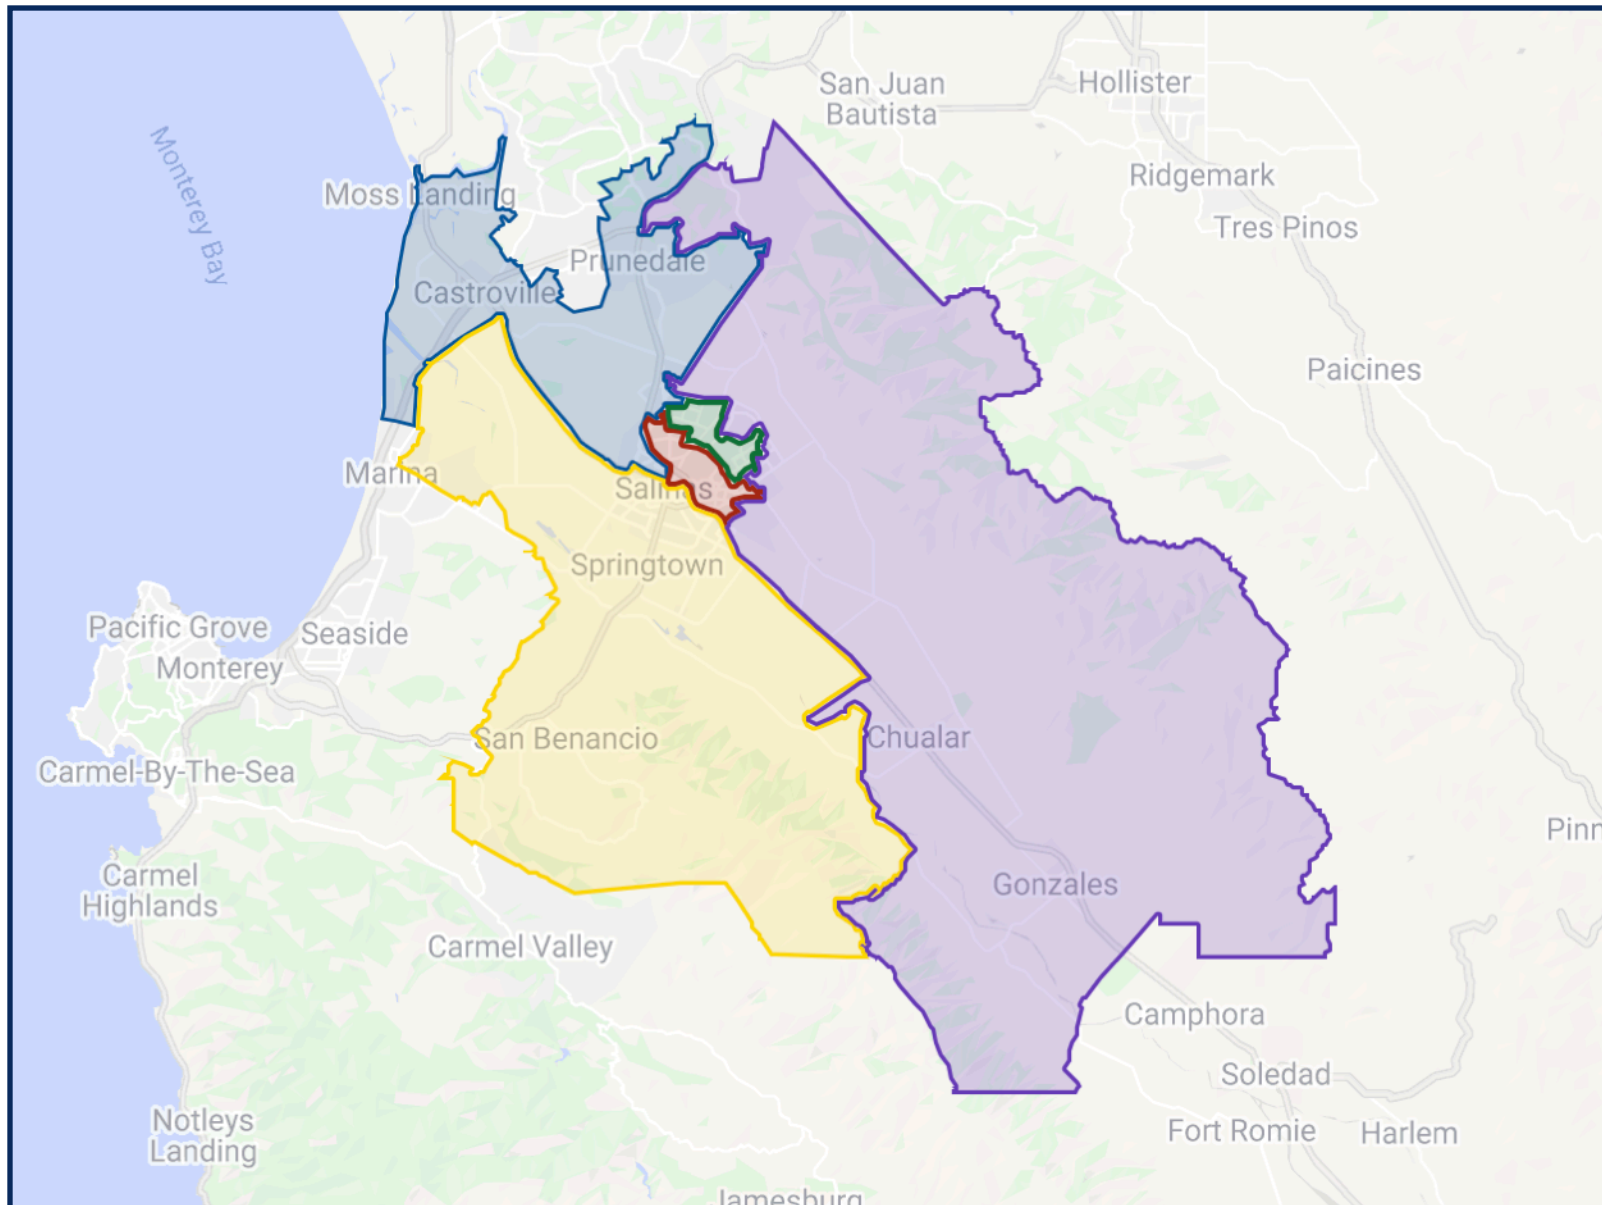 San Juan
Bautista
Hollister
Monterey Bay
Ridgemark
Moss Landing
Tres Pinos
Prunedale
Castroville
Paicines
Marina
Salinas
Springtown
Pacific Grove
Seaside
Monterey
San Benancio
Chualar
Carmel-By-The-Sea
Pinn
Carmel
Highlands
Gonzales
Carmel Valley
Camphora
Soledad
Notleys
Landing
Fort Romie
Harlem
Jamesburg